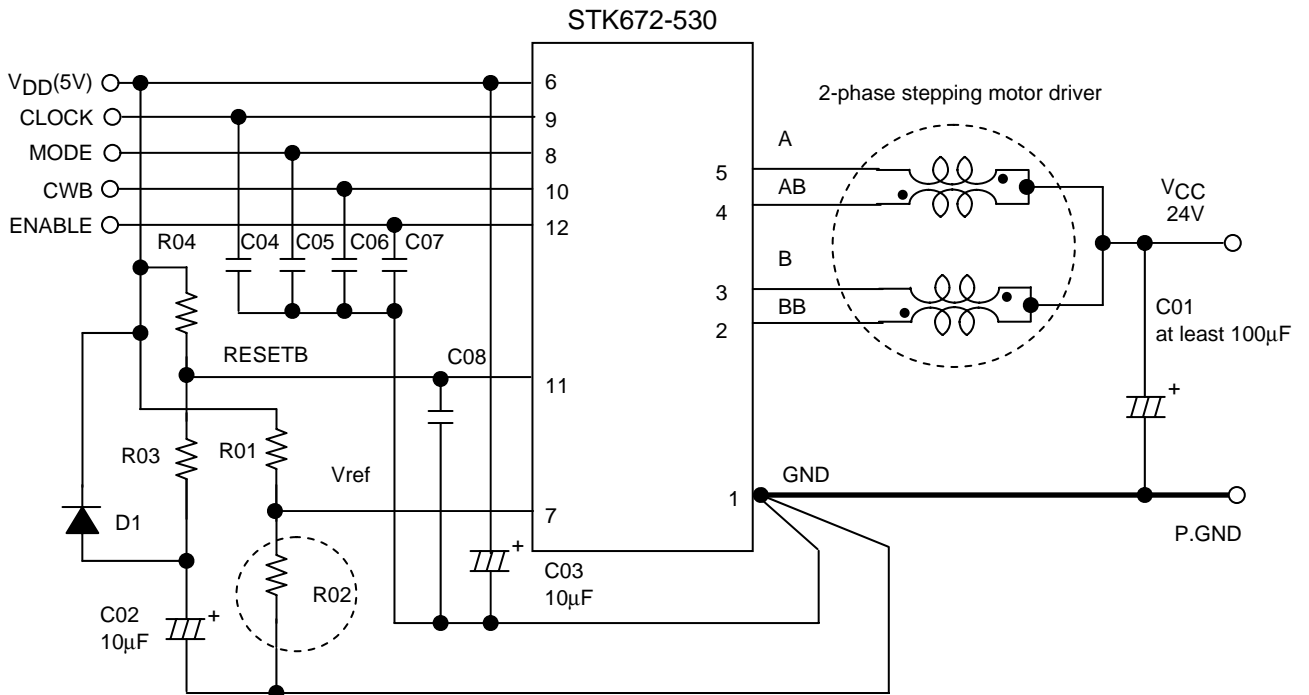 STK672-530
VDD(5V)
6
CLOCK
9
MODE
8
CWB
10
ENABLE
12
2-phase stepping motor driver
A
5
AB
4
B
3
BB
2
VCC
24V
C01
at least 100μF
+
R04
C04
C05
C06
C07
RESETB
C08
11
R03
R01
Vref
7
D1
R02
C02
10μF
+
C03
10μF
+
1
GND
P.GND